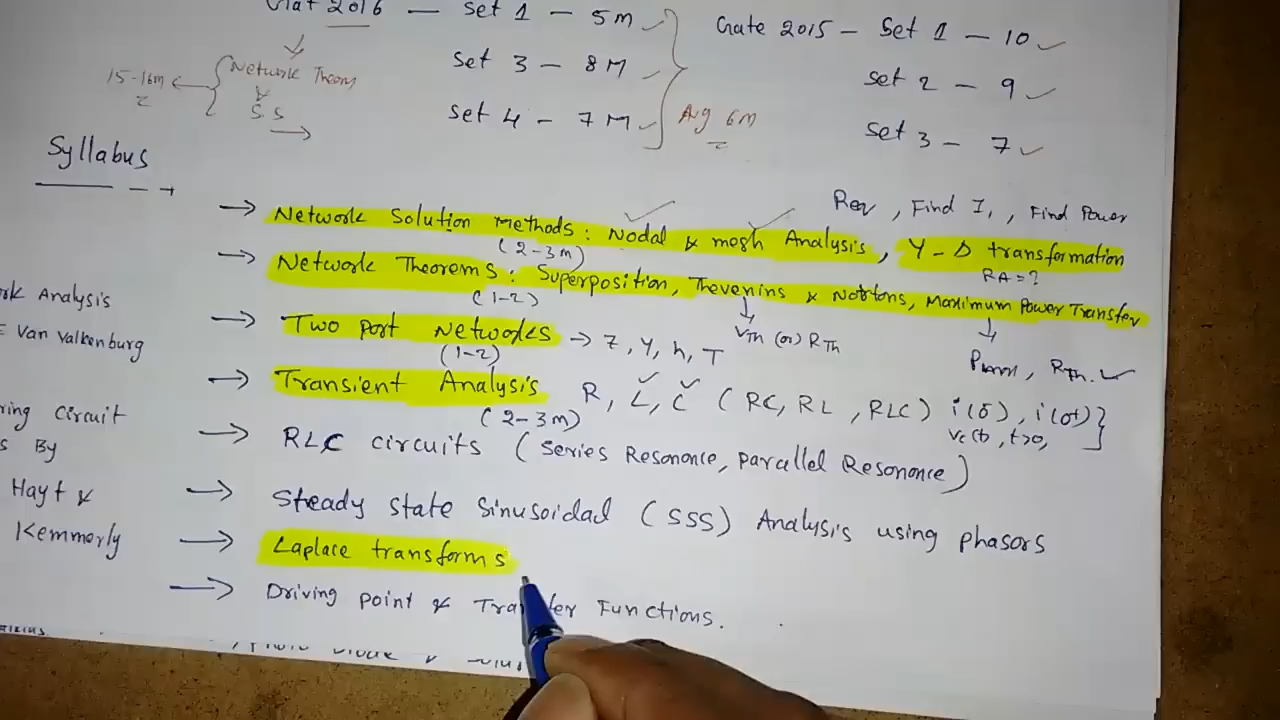 2016 — Set 1 — 5M
Set 3 — 8M
Set 4 — 7M
Avg 6M
Gate 2015 — Set 1 — 10
Set 2 — 9
Set 3 — 7
15-16m
Network Theory
& S.S
Syllabus
Req, Find I1, Find Power
→ Network Solution Methods: Nodal & mesh Analysis, Y-Δ transformation
(2-3m)
RA=?
→ Network Theorems: Superposition, Thevenins & Nortons, Maximum Power Transfer
(1-2)
VTh (or) RTh
→ Two port Networks → Z, Y, h, T
(1-2)
Pmax, RTh.
→ Transient Analysis R, L, C (RC, RL, RLC) i(0), i(0+)}
(2-3m)
Vc(t), t>0,
→ RLC circuits (Series Resonance, parallel Resonance)
→ Steady state Sinusoidad (SSS) Analysis using phasors
→ Laplace transforms
→ Driving point & Functions.
Analysis
Van Valkenburg
Circuit
By
Hayt &
Kemmerly